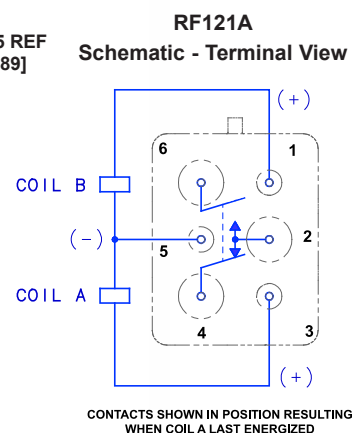 RF121A
5 REF
89]
Schematic - Terminal View
(+)
6
1
COIL B
(-)
5
2
COIL A
4
3
(+)
CONTACTS SHOWN IN POSITION RESULTING
WHEN COIL A LAST ENERGIZED